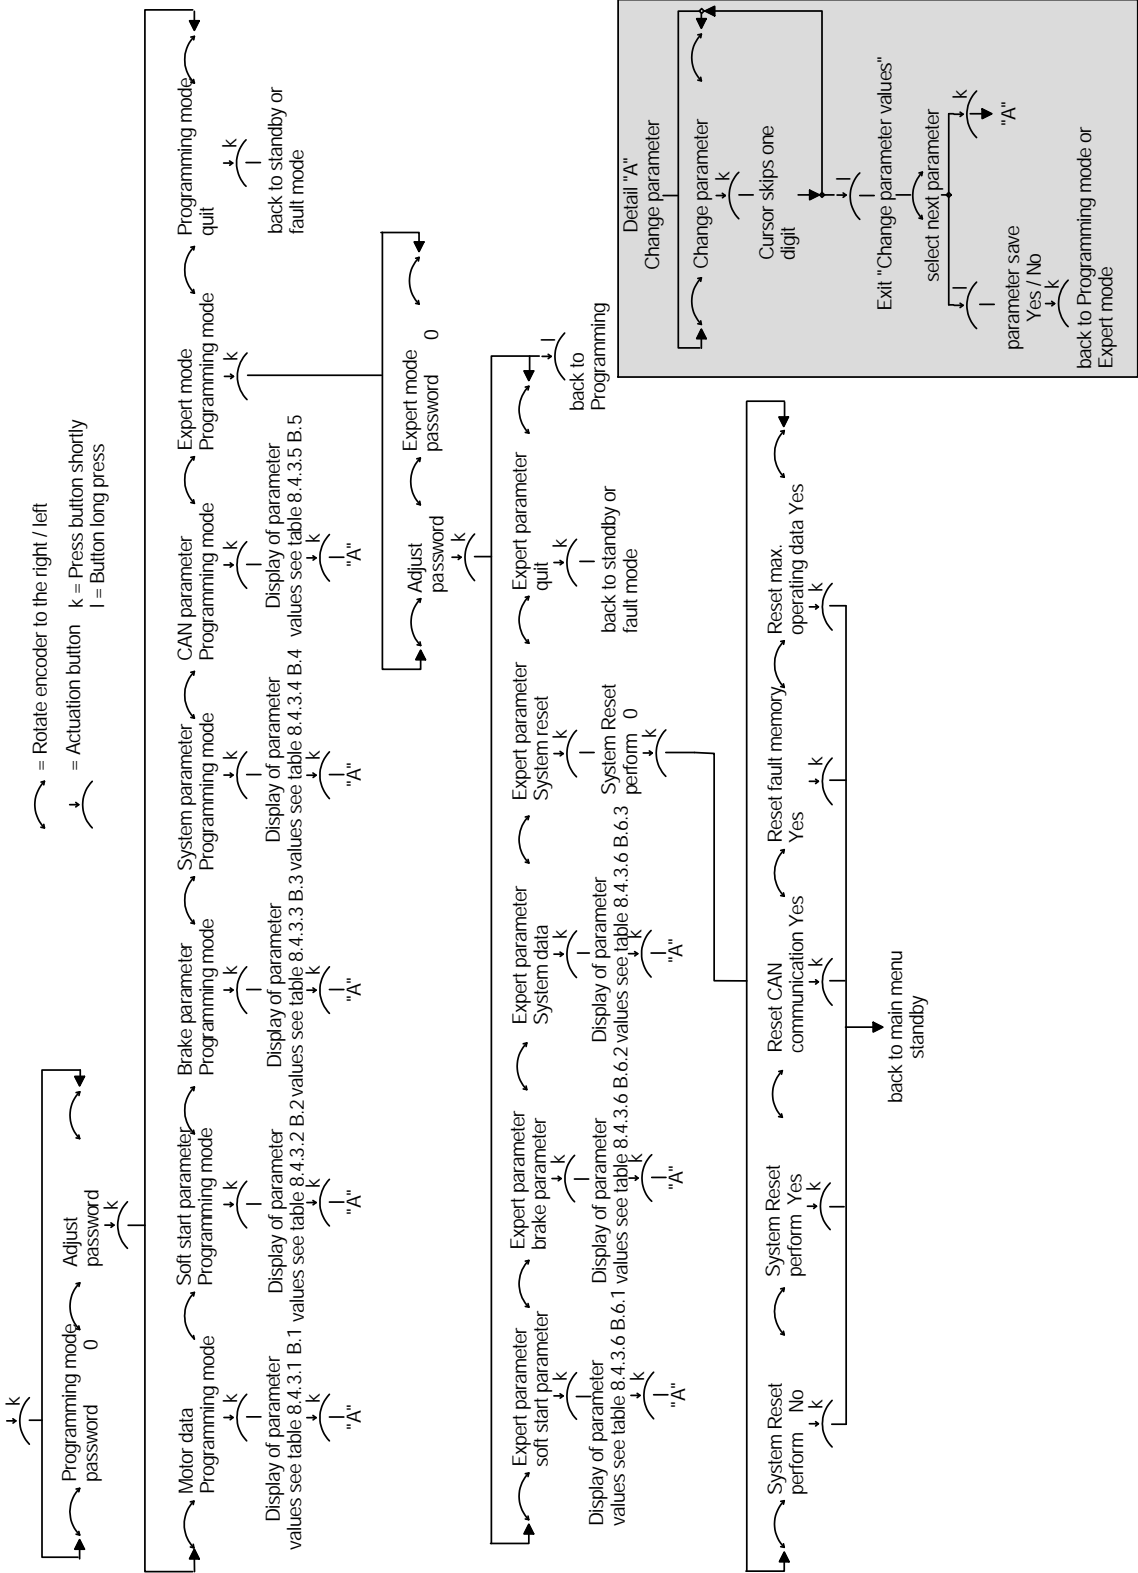 = Rotate encoder to the right / left
= Actuation button k = Press button shortly
l = Button long press
k
Programming mode
password 0
Adjust
password
k
Motor data
Programming mode
Soft start parameter
Programming mode
Brake parameter
Programming mode
System parameter
Programming mode
CAN parameter
Programming mode
Expert mode
Programming mode
Programming mode
quit
k
k
k
k
k
k
k
Display of parameter
values see table 8.4.3.1 B.1
Display of parameter
values see table 8.4.3.2 B.2
Display of parameter
values see table 8.4.3.3 B.3
Display of parameter
values see table 8.4.3.4 B.4
Display of parameter
values see table 8.4.3.5 B.5
back to standby or
fault mode
k
k
k
k
k
"A"
"A"
"A"
"A"
"A"
Adjust
password
Expert mode
password 0
k
Expert parameter
soft start parameter
Expert parameter
brake parameter
Expert parameter
System data
Expert parameter
System reset
Expert parameter
quit
l
back to
Programming
k
k
k
k
k
Display of parameter
values see table 8.4.3.6 B.6.1
Display of parameter
values see table 8.4.3.6 B.6.2
Display of parameter
values see table 8.4.3.6 B.6.3
System Reset
perform 0
back to standby or
fault mode
k
k
k
k
"A"
"A"
"A"
System Reset
perform No
System Reset
perform Yes
Reset CAN
communication Yes
Reset fault memory
Yes
Reset max.
operating data Yes
k
k
k
k
k
back to main menu
standby
Detail "A"
Change parameter
Change parameter
k
Cursor skips one
digit
l
Exit "Change parameter values"
select next parameter
l
k
parameter save
Yes / No
"A"
k
back to Programming mode or
Expert mode